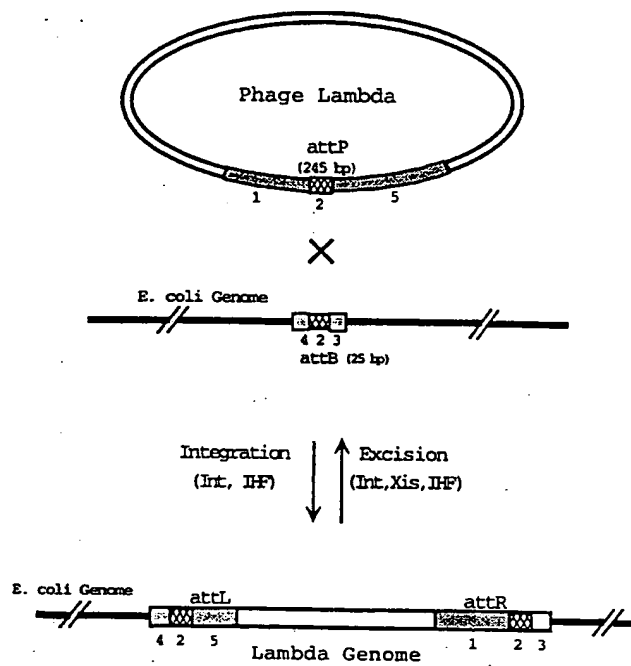 Phage Lambda
attP
(245 bp)
1 2 5
E. coli Genome
4 2 3
attB (25 bp)
Integration Excision
(Int, IHF) (Int,Xis,IHF)
E. coli Genome
attL attR
4 2 5 1 2 3
Lambda Genome